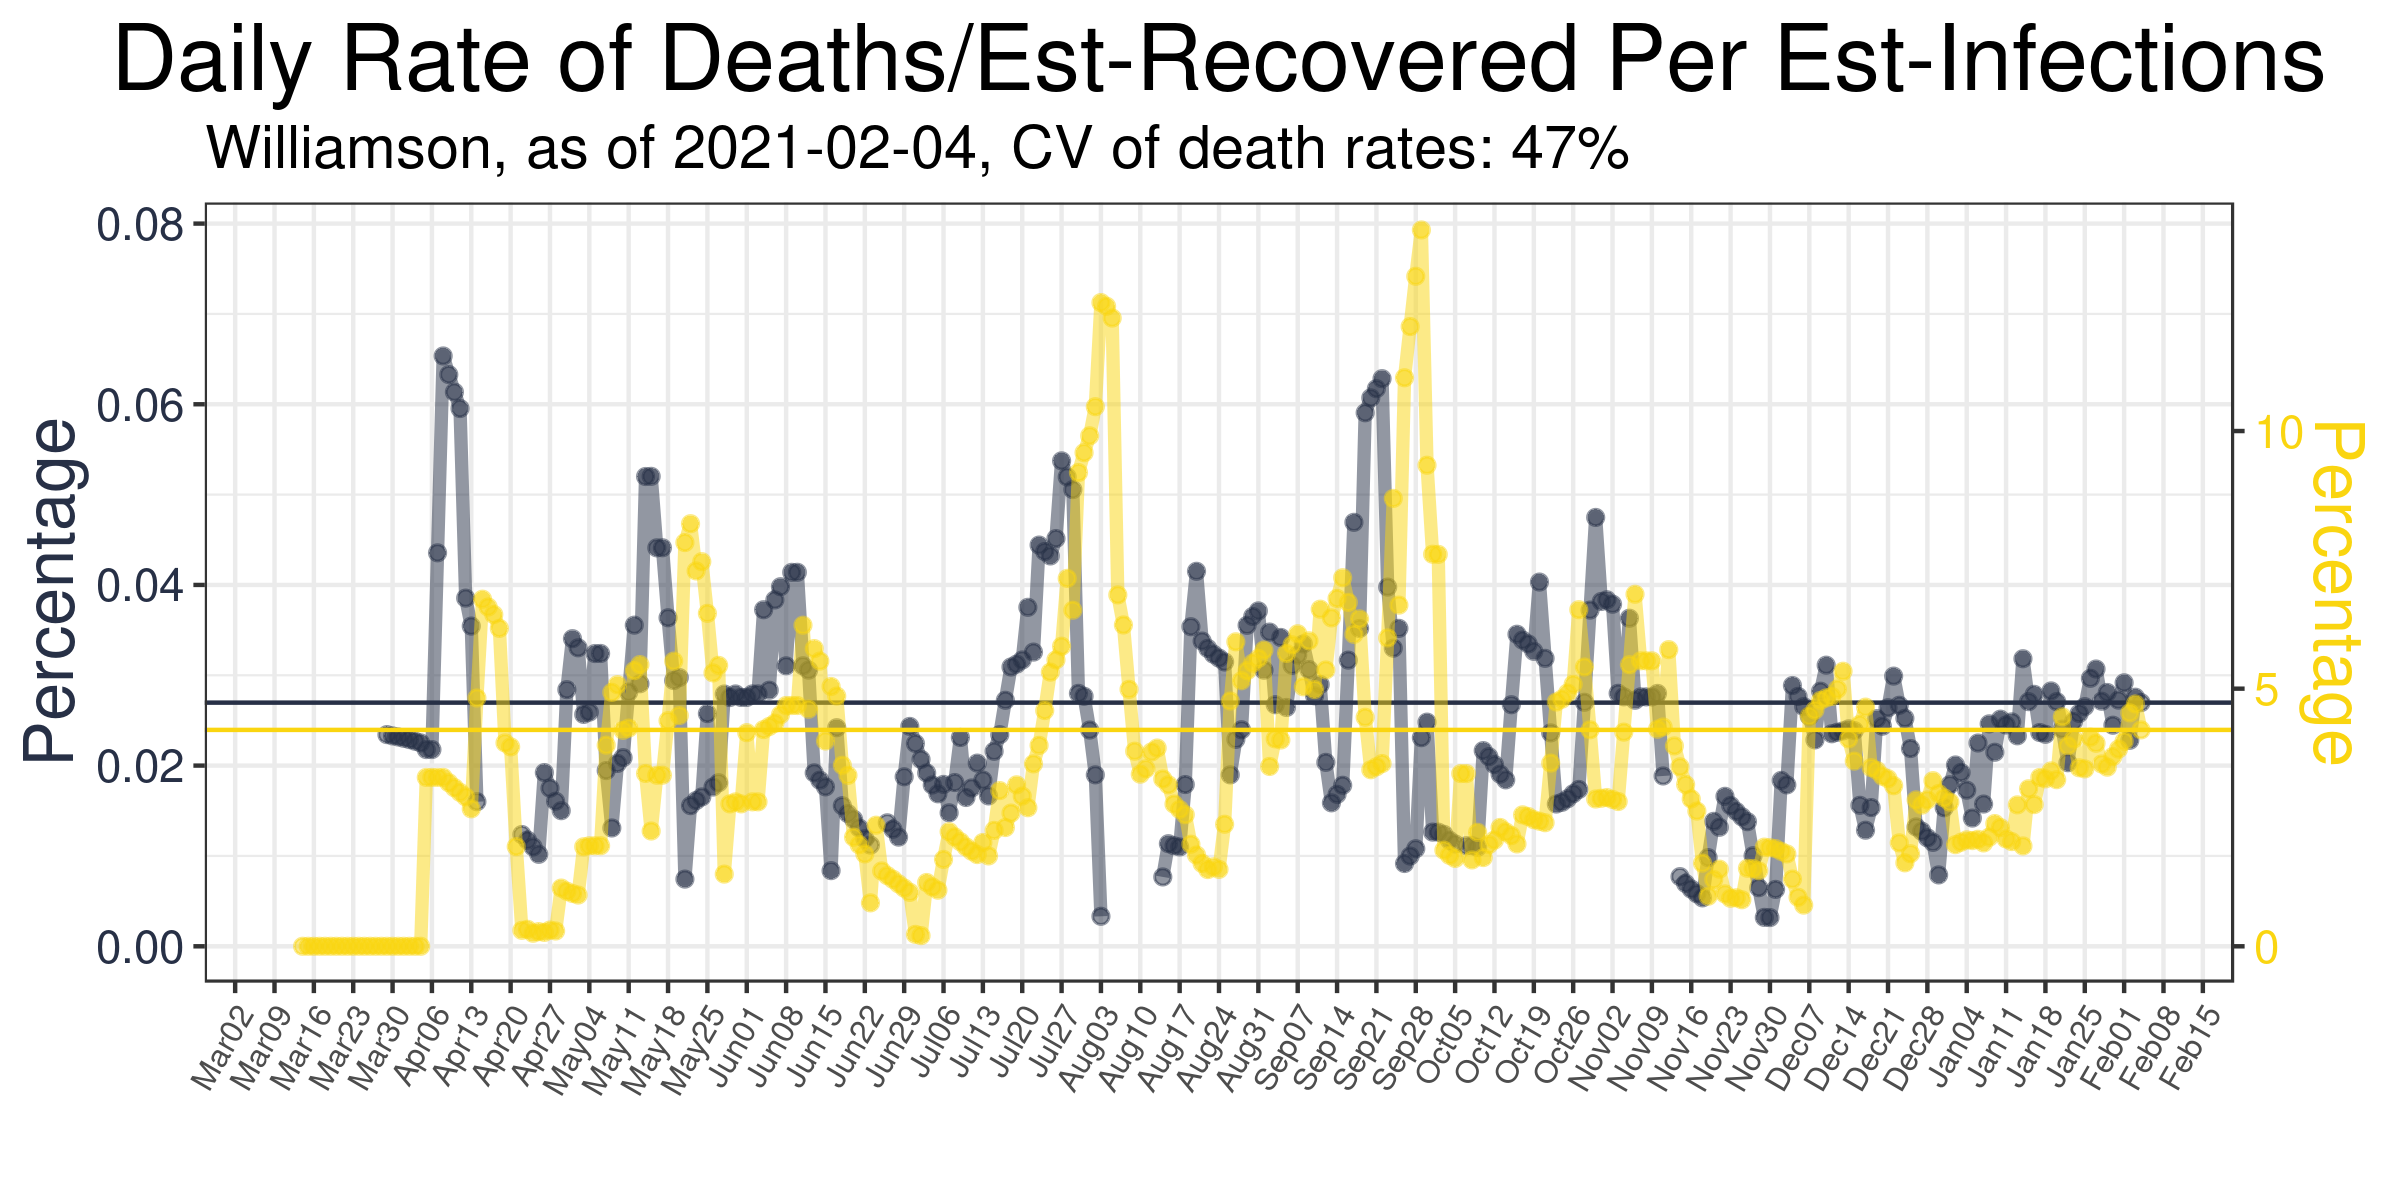 Daily Rate of Deaths/Est-Recovered Per Est-Infections
Williamson, as of 2021-02-04, CV of death rates: 47%
Percentage
0.08
0.06
0.04
0.02
0.00
10
5
0
Percentage
Mar02
Mar09
Mar16
Mar23
Mar30
Apr06
Apr13
Apr20
Apr27
May04
May11
May18
May25
Jun01
Jun08
Jun15
Jun22
Jun29
Jul06
Jul13
Jul20
Jul27
Aug03
Aug10
Aug17
Aug24
Aug31
Sep07
Sep14
Sep21
Sep28
Oct05
Oct12
Oct19
Oct26
Nov02
Nov09
Nov16
Nov23
Nov30
Dec07
Dec14
Dec21
Dec28
Jan04
Jan11
Jan18
Jan25
Feb01
Feb08
Feb15